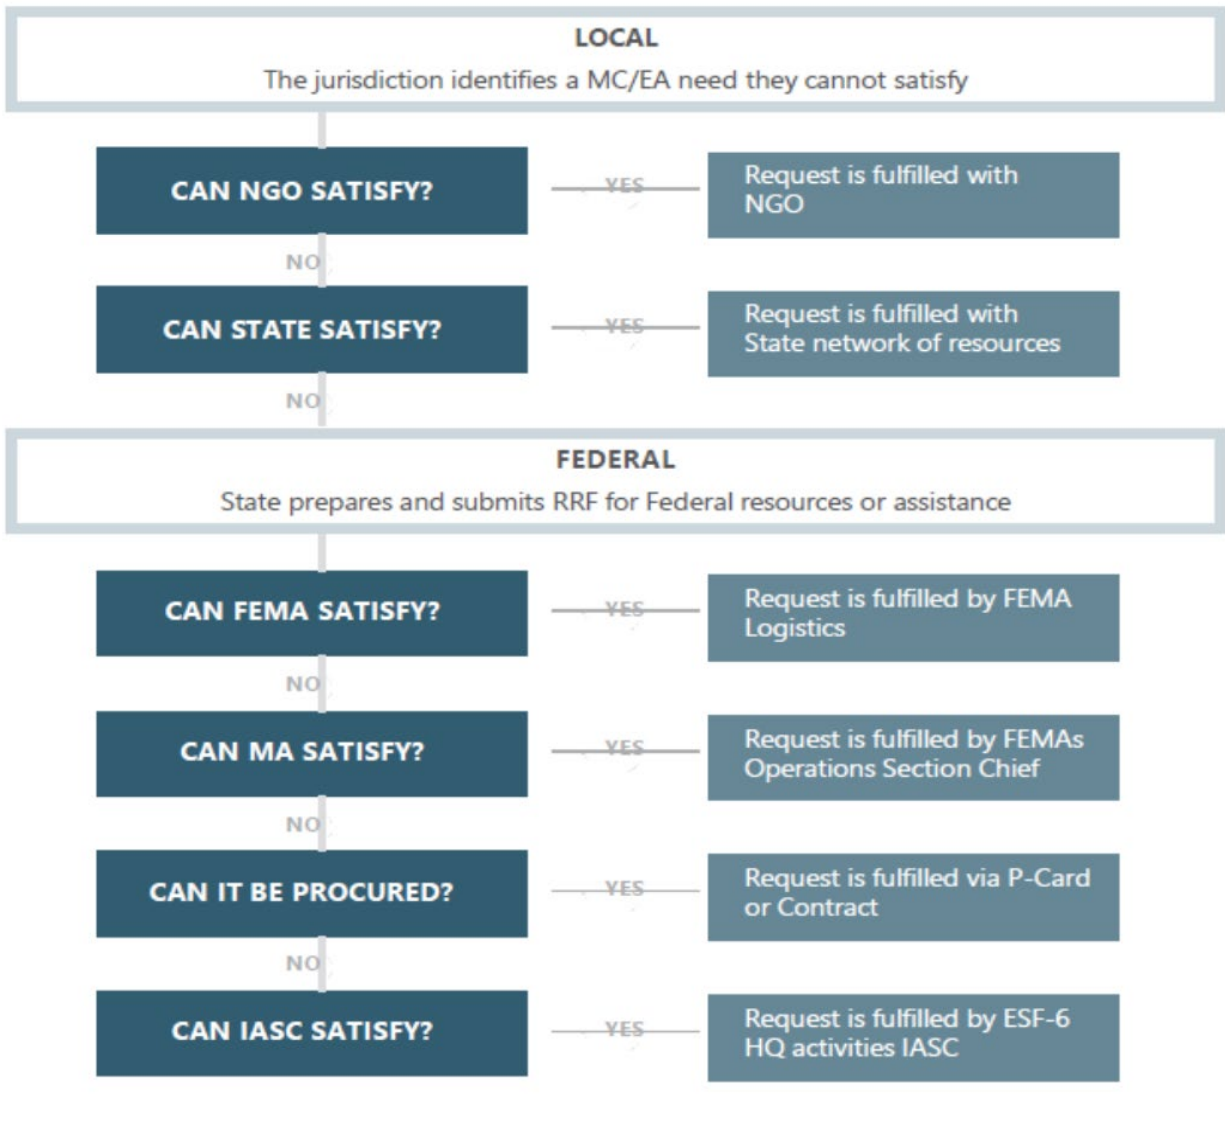 LOCAL
The jurisdiction identifies a MC/EA need they cannot satisfy
CAN NGO SATISFY?
YES
Request is fulfilled with
NGO
NO
CAN STATE SATISFY?
YES
Request is fulfilled with
State network of resources
NO
FEDERAL
State prepares and submits RRF for Federal resources or assistance
CAN FEMA SATISFY?
YES
Request is fulfilled by FEMA
Logistics
NO
CAN MA SATISFY?
YES
Request is fulfilled by FEMAs
Operations Section Chief
NO
CAN IT BE PROCURED?
YES
Request is fulfilled via P-Card
or Contract
NO
CAN IASC SATISFY?
YES
Request is fulfilled by ESF-6
HQ activities IASC